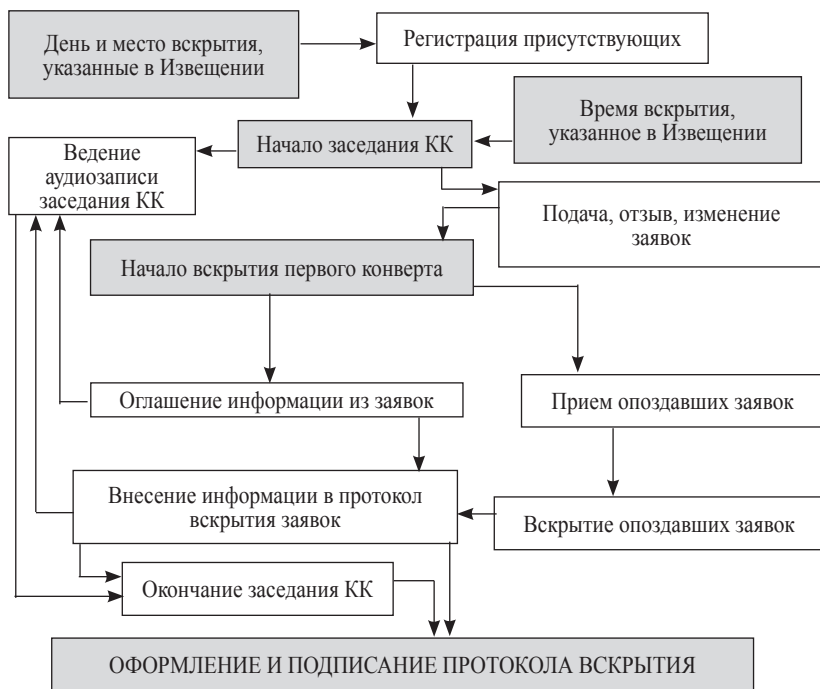 День и место вскрытия,
указанные в Извещении
Регистрация присутствующих
Время вскрытия,
указанное в Извещении
Начало заседания КК
Ведение
аудиозаписи
заседания КК
Подача, отзыв, изменение
заявок
Начало вскрытия первого конверта
Оглашение информации из заявок
Прием опоздавших заявок
Внесение информации в протокол
вскрытия заявок
Вскрытие опоздавших заявок
Окончание заседания КК
ОФОРМЛЕНИЕ И ПОДПИСАНИЕ ПРОТОКОЛА ВСКРЫТИЯ